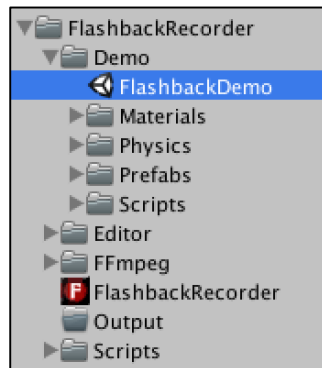 FlashbackRecorder
Demo
FlashbackDemo
Materials
Physics
Prefabs
Scripts
Editor
FFmpeg
FlashbackRecorder
Output
Scripts